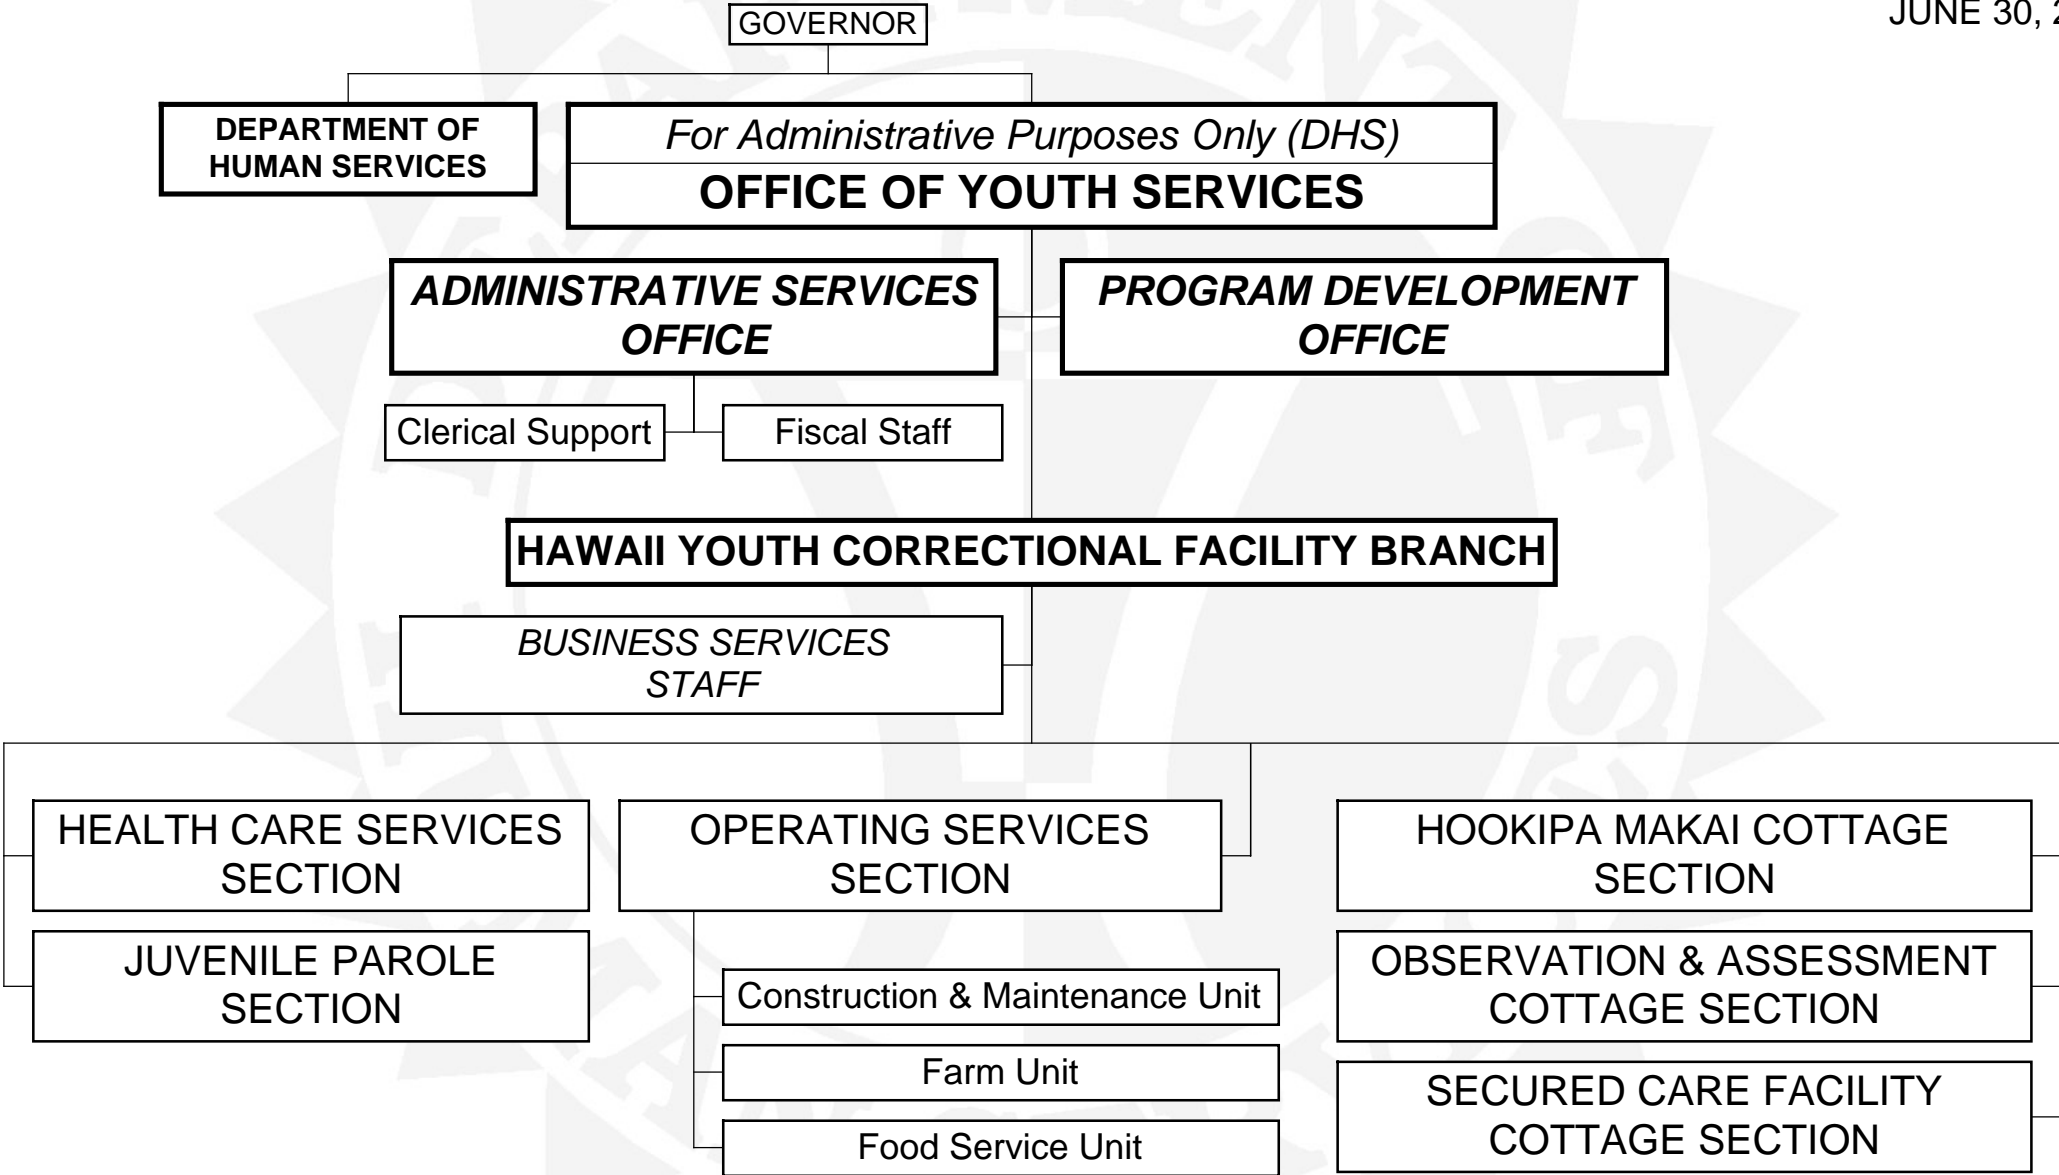 JUNE 30, 2
GOVERNOR
DEPARTMENT OF
HUMAN SERVICES
For Administrative Purposes Only (DHS)
OFFICE OF YOUTH SERVICES
ADMINISTRATIVE SERVICES
OFFICE
PROGRAM DEVELOPMENT
OFFICE
Clerical Support
Fiscal Staff
HAWAII YOUTH CORRECTIONAL FACILITY BRANCH
BUSINESS SERVICES
STAFF
HEALTH CARE SERVICES
SECTION
JUVENILE PAROLE
SECTION
OPERATING SERVICES
SECTION
Construction & Maintenance Unit
Farm Unit
Food Service Unit
HOOKIPA MAKAI COTTAGE
SECTION
OBSERVATION & ASSESSMENT
COTTAGE SECTION
SECURED CARE FACILITY
COTTAGE SECTION